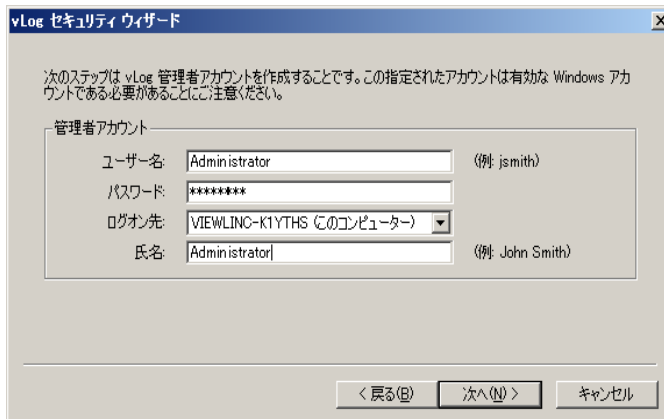 vLog セキュリティ ウィザード
次のステップは vLog 管理者アカウントを作成することです。この指定されたアカウントは有効な Windows アカ
ウントである必要があることにご注意ください。
管理者アカウント
ユーザー名: Administrator (例: jsmith)
パスワード: ********
ログオン先: VIEWLINC-K1YTHS (このコンピューター)
氏名: Administrator (例: John Smith)
< 戻る(B) 次へ(N) > キャンセル